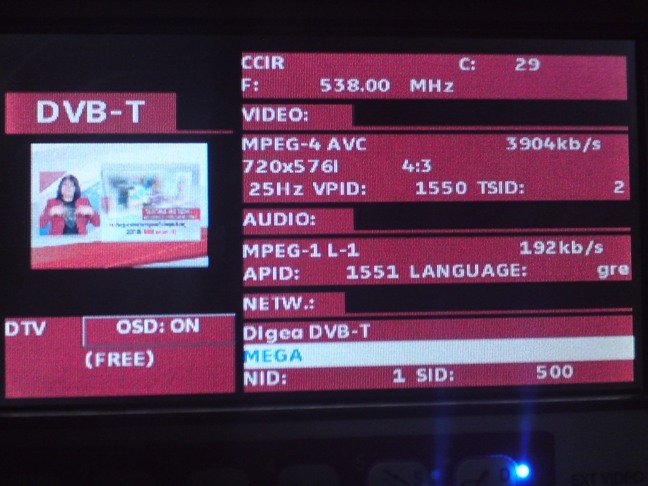 CCIR C: 29
F: 538.00 MHz
DVB-T
VIDEO:
MPEG-4 AVC 3904kb/s
720x576I 4:3
25Hz VPID: 1550 TSID: 2
AUDIO:
MPEG-1 L-1 192kb/s
APID: 1551 LANGUAGE: gre
NETW.:
DTV OSD: ON
(FREE)
Digea DVB-T
MEGA
NID: 1 SID: 500
EXT VIDEO